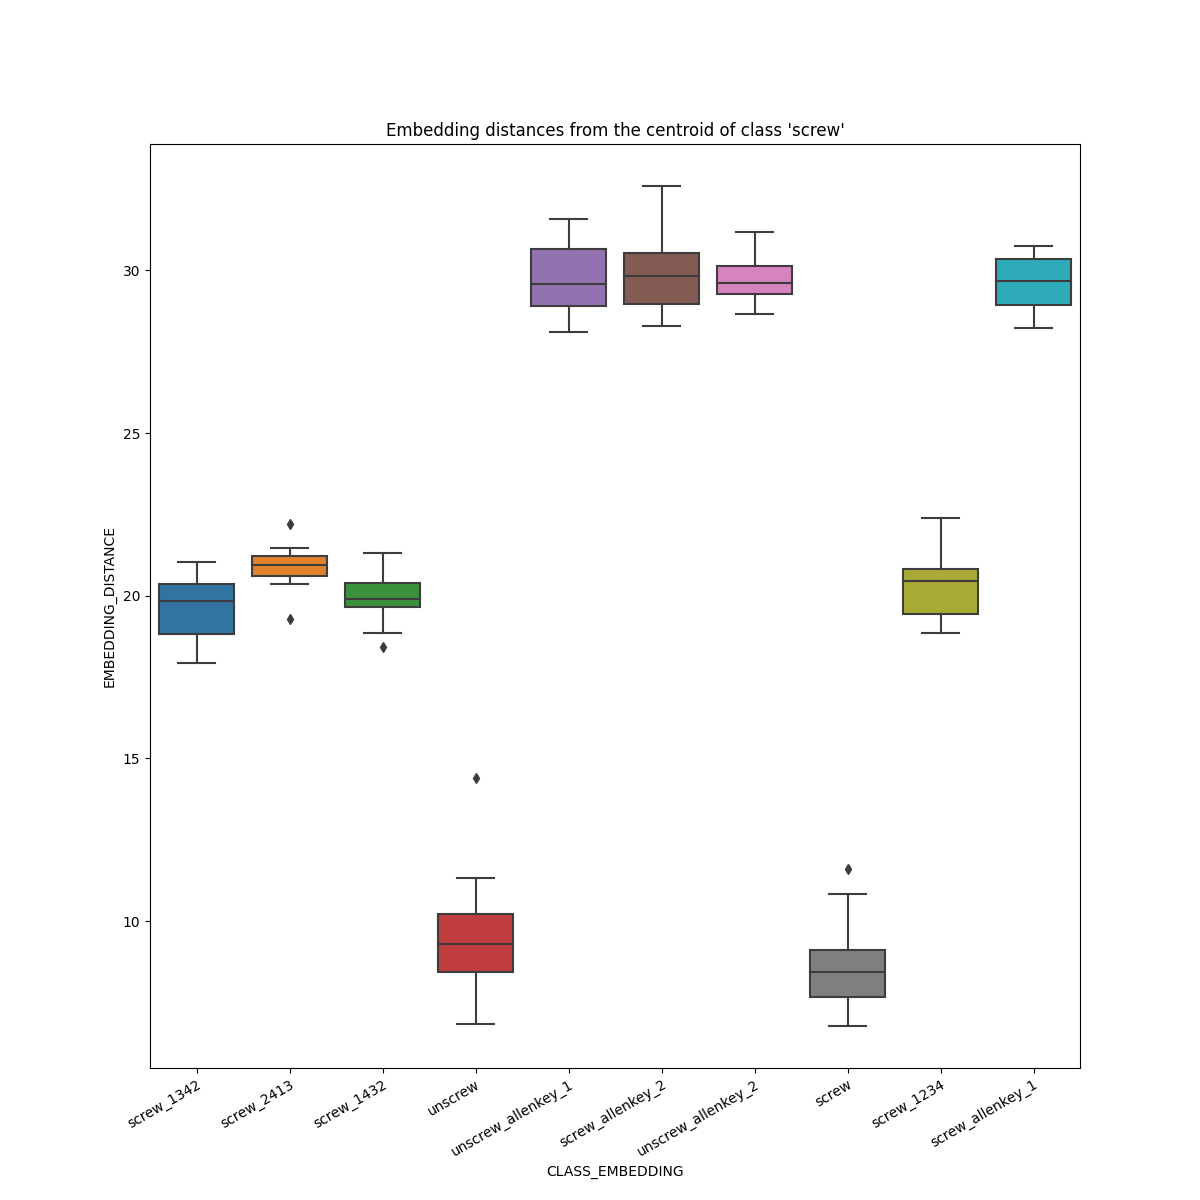 Embedding distances from the centroid of class 'screw'
30
25
20
15
10
EMBEDDING_DISTANCE
screw_1342
screw_2413
screw_1432
unscrew
unscrew_allenkey_1
screw_allenkey_2
unscrew_allenkey_2
screw
screw_1234
screw_allenkey_1
CLASS_EMBEDDING